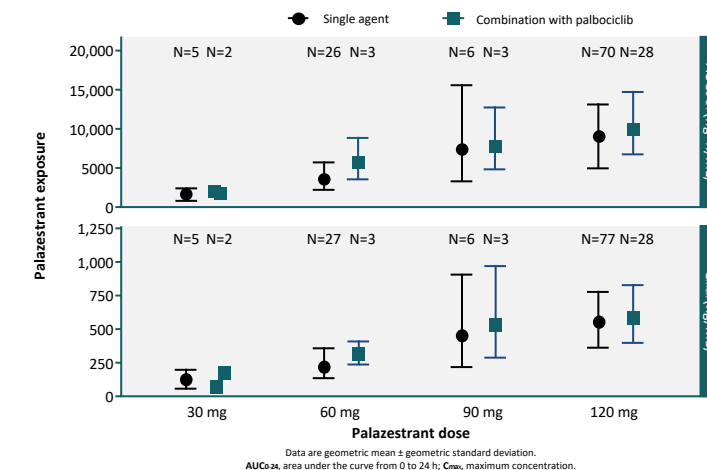 Single agent
Combination with palbociclib
Palazestrant exposure
20,000
15,000
10,000
5000
0
N=5 N=2
N=26 N=3
N=6 N=3
N=70 N=28
1,250
1,000
750
500
250
0
N=5 N=2
N=27 N=3
N=6 N=3
N=77 N=28
30 mg
60 mg
90 mg
120 mg
Palazestrant dose
Data are geometric mean ± geometric standard deviation.
AUC0-24, area under the curve from 0 to 24 h; Cmax, maximum concentration.